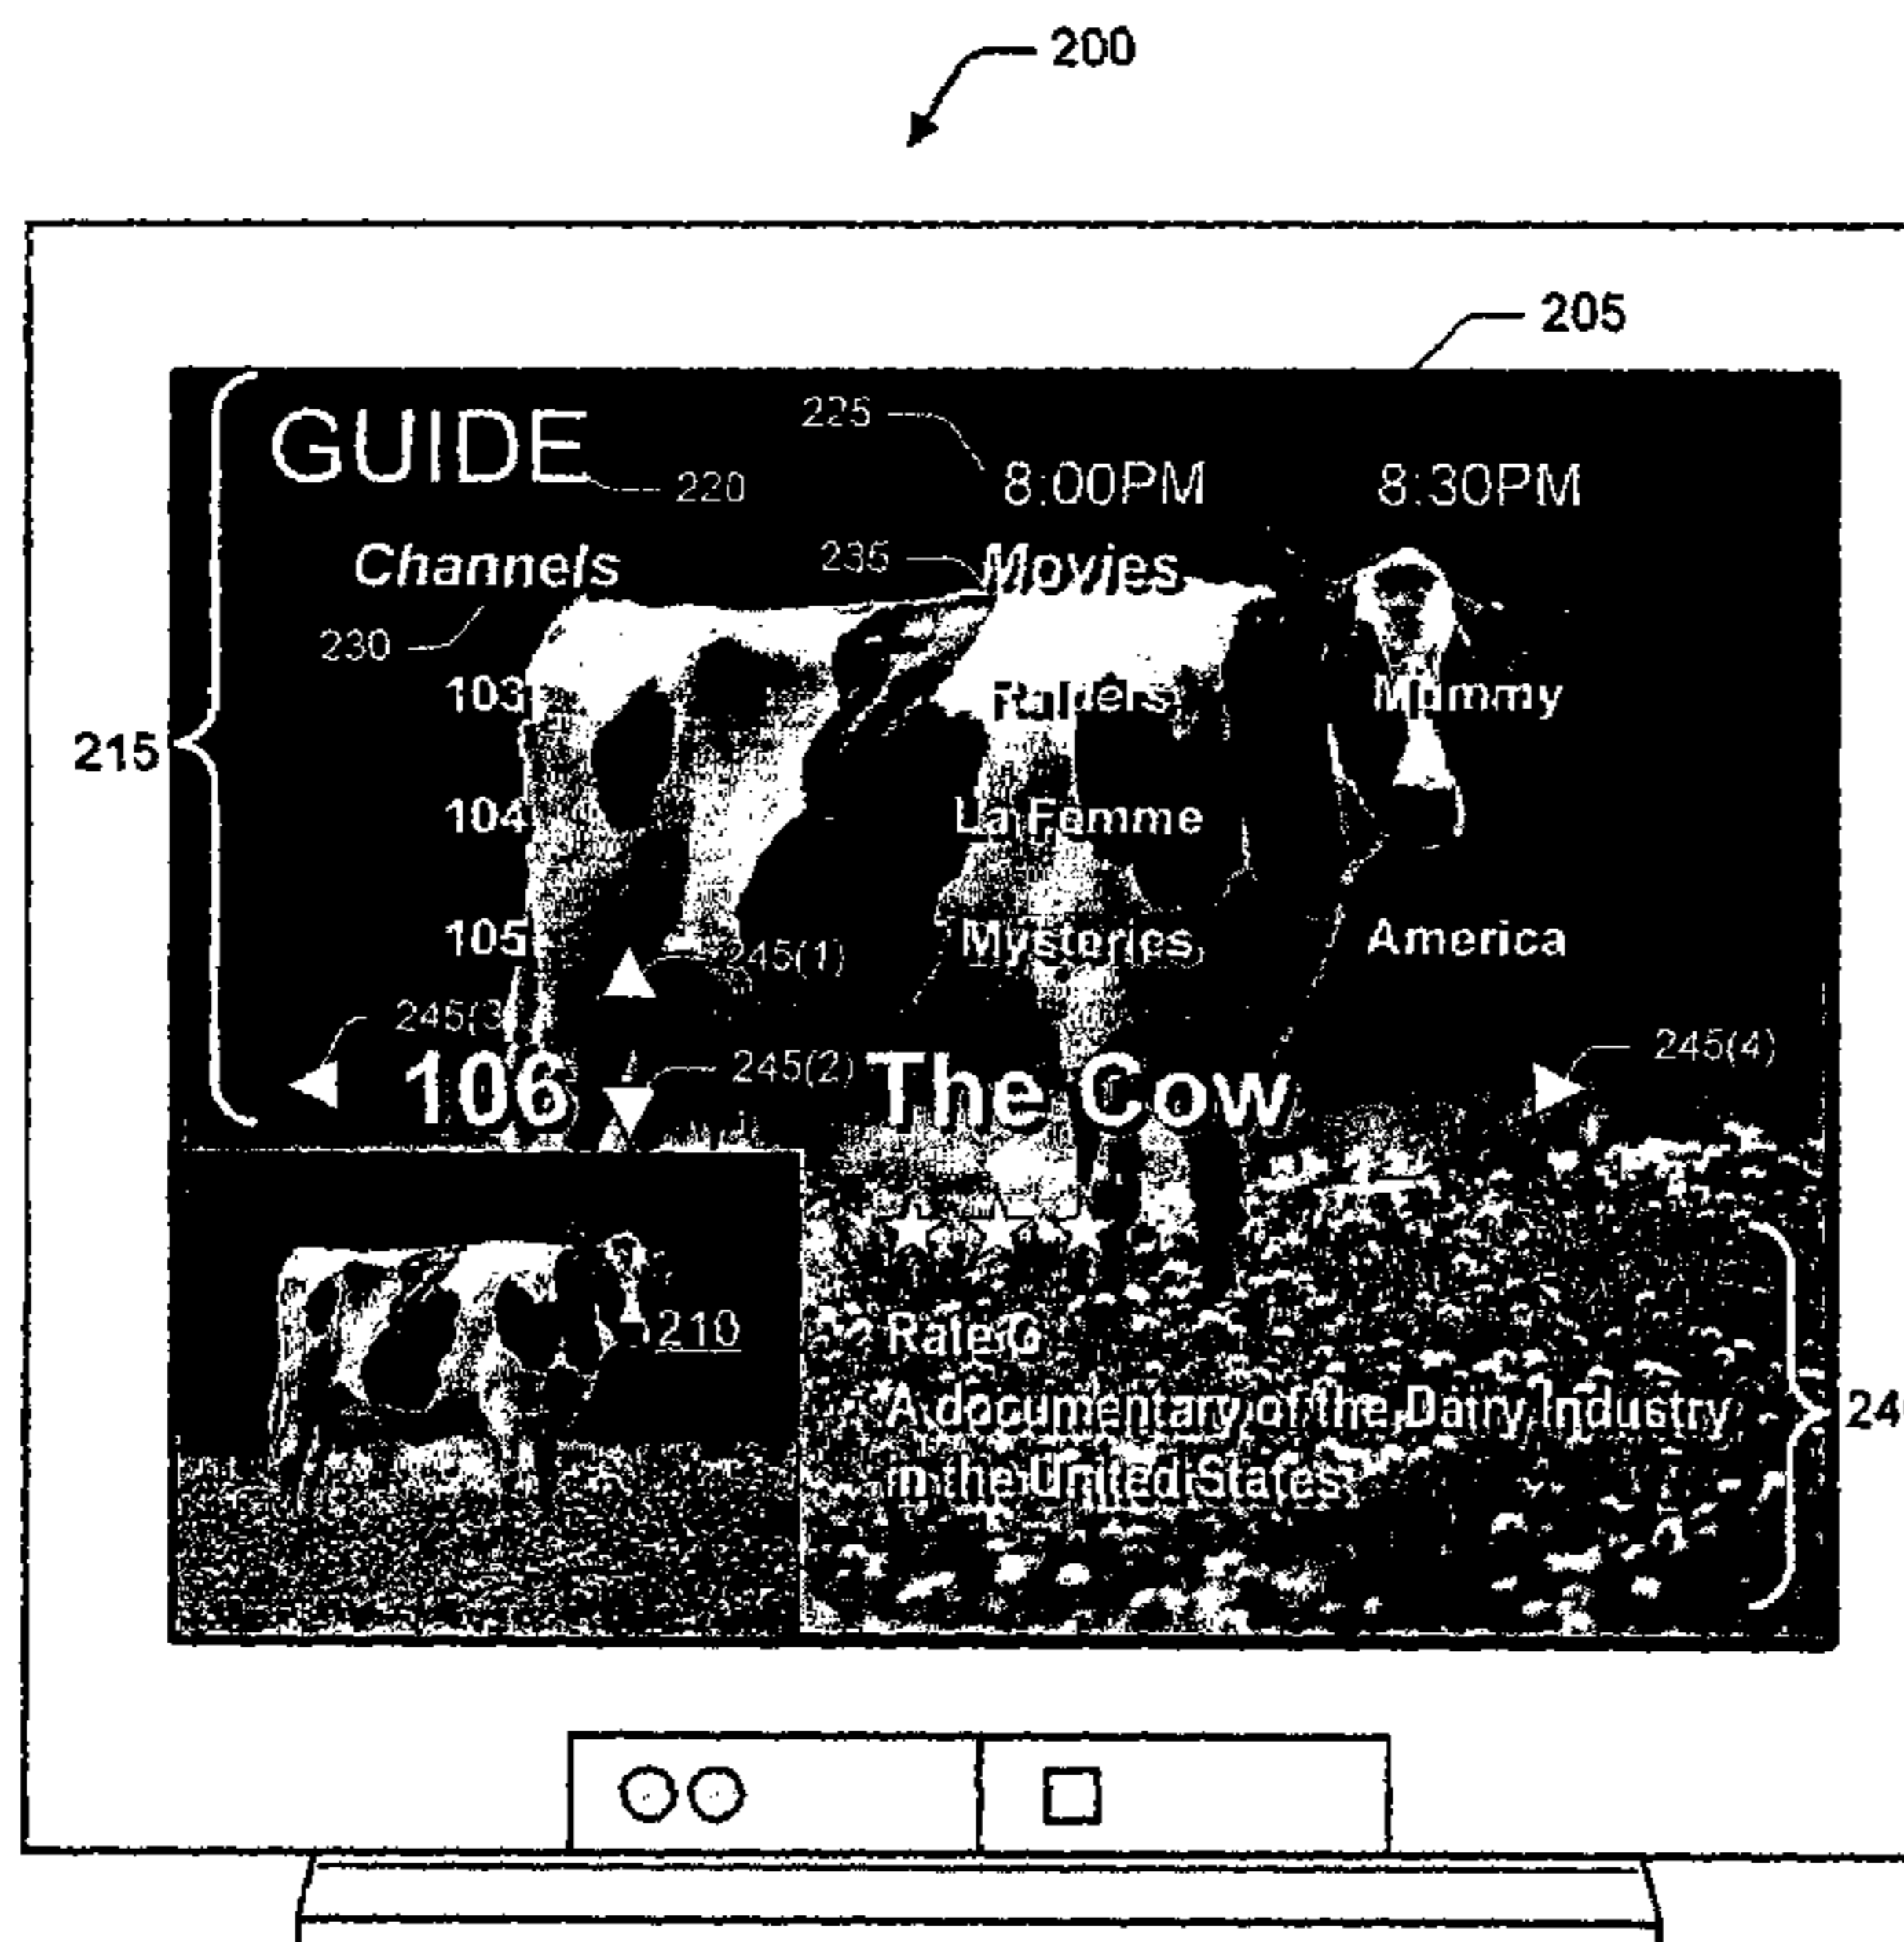 200
205
GUIDE
225
220
8:00PM 8:30PM
Channels
235
Movies
230
103 Raiders Mummy
215
104 La Femme
105 Mysteries America
245(1)
245(3)
245(4)
106 245(2) The Cow
210
Rate G
A documentary of the Dairy Industry
in the United States
24